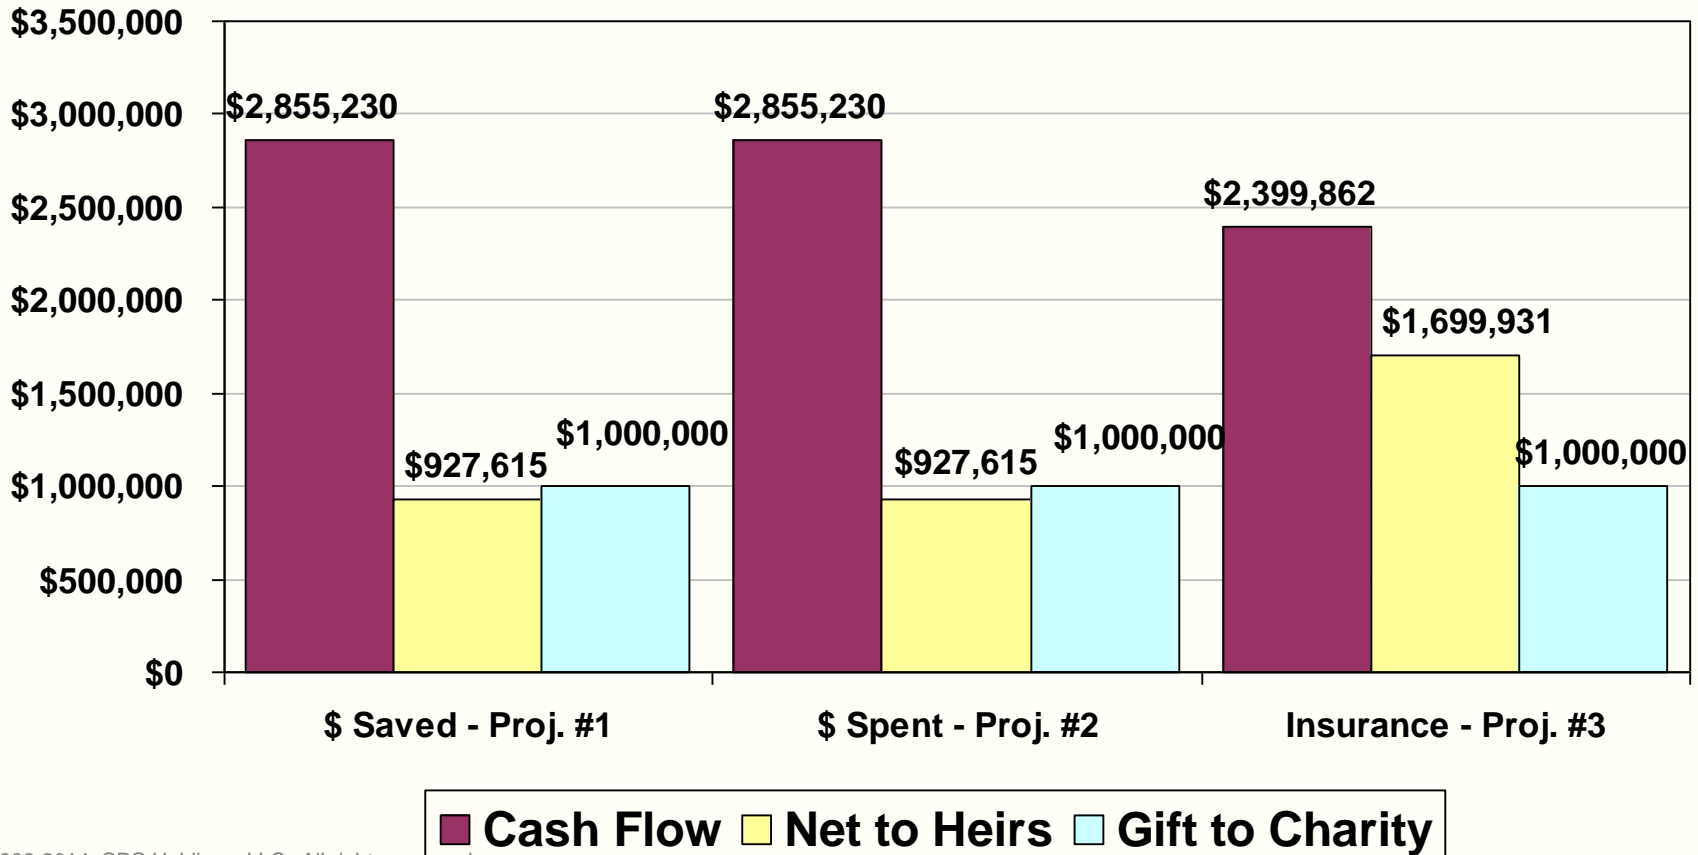 $3,500,000
$3,000,000
$2,500,000
$2,000,000
$1,500,000
$1,000,000
$500,000
$0
$2,855,230
$927,615
$1,000,000
$2,855,230
$927,615
$1,000,000
$2,399,862
$1,699,931
$1,000,000
$ Saved - Proj. #1
$ Spent - Proj. #2
Insurance - Proj. #3
Cash Flow
Net to Heirs
Gift to Charity